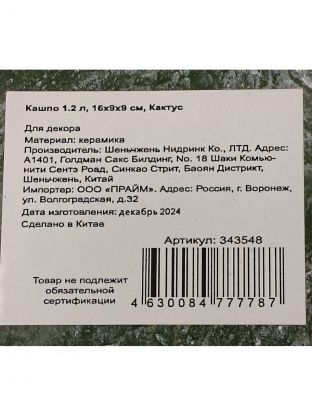 Кашпо 1.2 л, 16х9х9 см, Кактус
Для декора
Материал: керамика
Производитель: Шеньчжень Нидринк Ко., ЛТД. Адрес:
А1401, Голдман Сакс Билдинг, No. 18 Шаки Комью-
нити Сентэ Роад, Синкао Стрит, Баоян Дистрикт,
Шеньчжень, Китай
Импортер: ООО «ПРАЙМ». Адрес: Россия, г. Воронеж,
ул. Волгоградская, д.32
Дата изготовления: декабрь 2024
Сделано в Китае
Артикул: 343548
Товар не подлежит
обязательной
сертификации
4 630084 777787